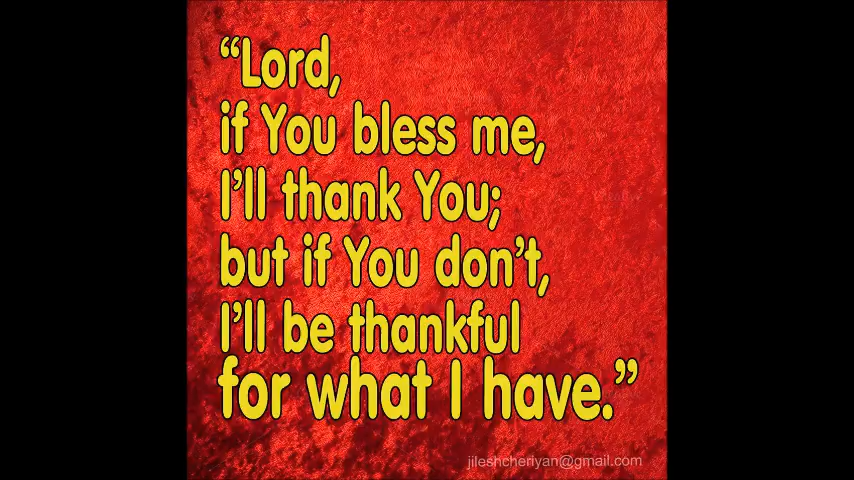 “Lord,
if You bless me,
I’ll thank You;
but if You don’t,
I’ll be thankful
for what I have.”
jileshcheriyan@gmail.com